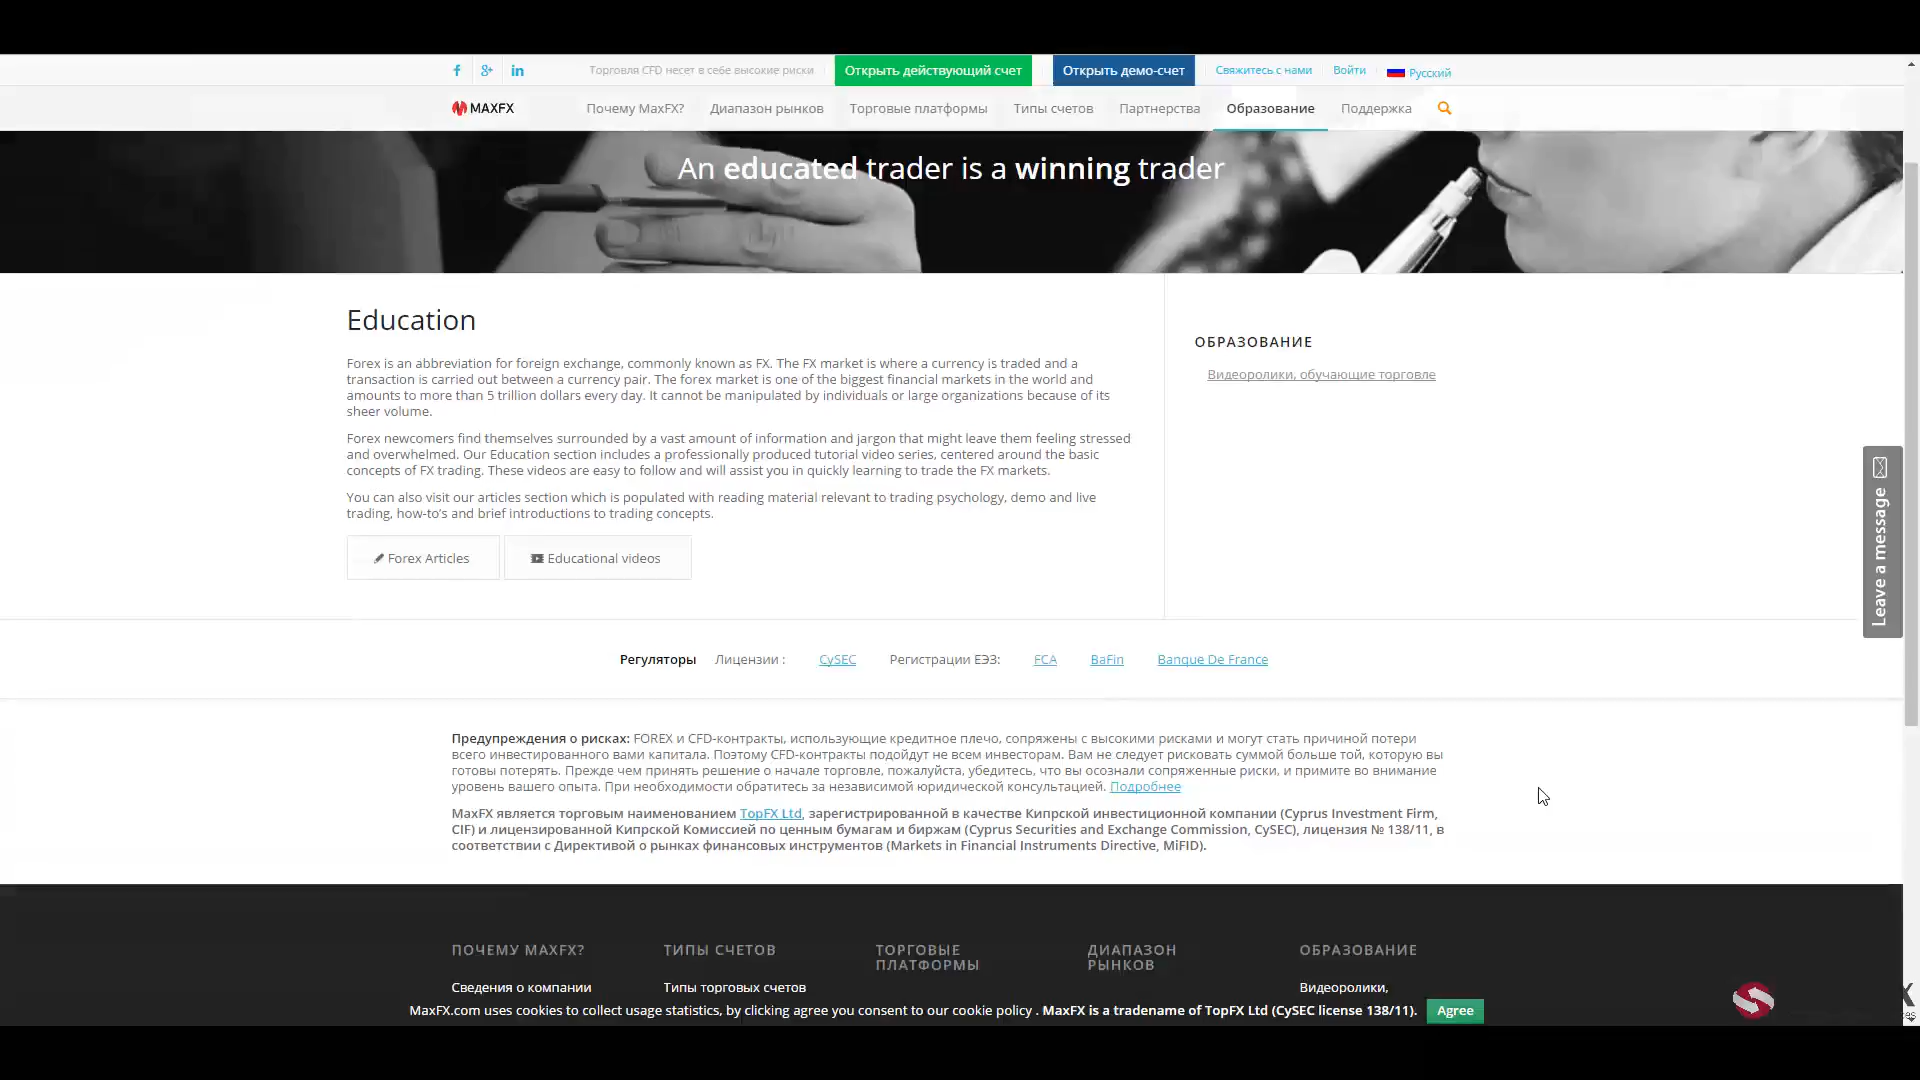 Торговля CFD несет в себе высокие риски
Открыть действующий счет
Открыть демо-счет
Свяжитесь с нами
Войти
Русский
MAXFX
Почему MaxFX?
Диапазон рынков
Торговые платформы
Типы счетов
Партнерства
Образование
Поддержка
An educated trader is a winning trader
Education
Forex is an abbreviation for foreign exchange, commonly known as FX. The FX market is where a currency is traded and a
transaction is carried out between a currency pair. The forex market is one of the biggest financial markets in the world and
amounts to more than 5 trillion dollars every day. It cannot be manipulated by individuals or large organizations because of its
sheer volume.
Forex newcomers find themselves surrounded by a vast amount of information and jargon that might leave them feeling stressed
and overwhelmed. Our Education section includes a professionally produced tutorial video series, centered around the basic
concepts of FX trading. These videos are easy to follow and will assist you in quickly learning to trade the FX markets.
You can also visit our articles section which is populated with reading material relevant to trading psychology, demo and live
trading, how-to's and brief introductions to trading concepts.
Forex Articles
Educational videos
ОБРАЗОВАНИЕ
Видеоролики, обучающие торговле
Leave a message
Регуляторы Лицензии : CySEC Регистрации ЕЭЗ: FCA BaFin Banque De France
Предупреждения о рисках: FOREX и CFD-контракты, использующие кредитное плечо, сопряжены с высокими рисками и могут стать причиной потери
всего инвестированного вами капитала. Поэтому CFD-контракты подойдут не всем инвесторам. Вам не следует рисковать суммой больше той, которую вы
готовы потерять. Прежде чем принять решение о начале торговле, пожалуйста, убедитесь, что вы осознали сопряженные риски, и примите во внимание
уровень вашего опыта. При необходимости обратитесь за независимой юридической консультацией. Подробнее
MaxFX является торговым наименованием TopFX Ltd, зарегистрированной в качестве Кипрской инвестиционной компании (Cyprus Investment Firm,
CIF) и лицензированной Кипрской Комиссией по ценным бумагам и биржам (Cyprus Securities and Exchange Commission, CySEC), лицензия № 138/11, в
соответствии с Директивой о рынках финансовых инструментов (Markets in Financial Instruments Directive, MiFID).
ПОЧЕМУ MAXFX?
Сведения о компании
ТИПЫ СЧЕТОВ
Типы торговых счетов
ТОРГОВЫЕ
ПЛАТФОРМЫ
ДИАПАЗОН
РЫНКОВ
ОБРАЗОВАНИЕ
Видеоролики,
MaxFX.com uses cookies to collect usage statistics, by clicking agree you consent to our cookie policy . MaxFX is a tradename of TopFX Ltd (CySEC license 138/11).
Agree